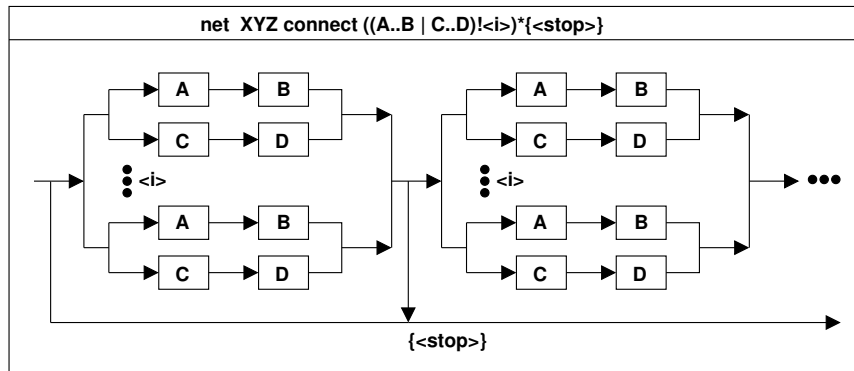 net XYZ connect ((A..B | C..D)!<i>)*{<stop>}
A B A B
C D C D
<i> <i>
A B A B
C D C D
{<stop>}